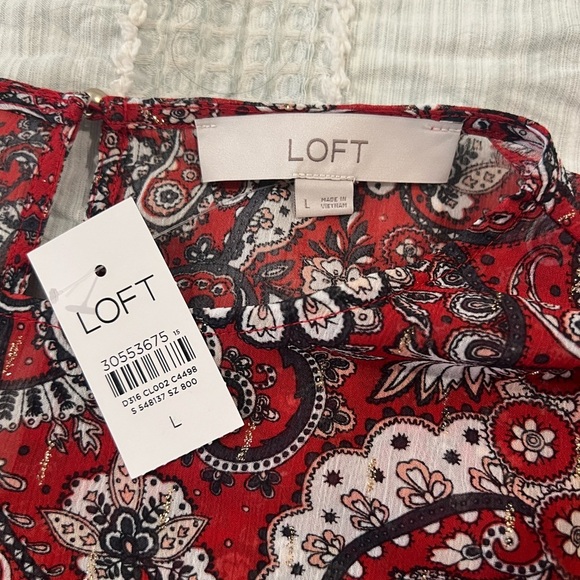 LOFT
L
MADE IN
VIETNAM
LOFT
30553675 15
D316 CL002 C4498
S 548137 SZ 800
L